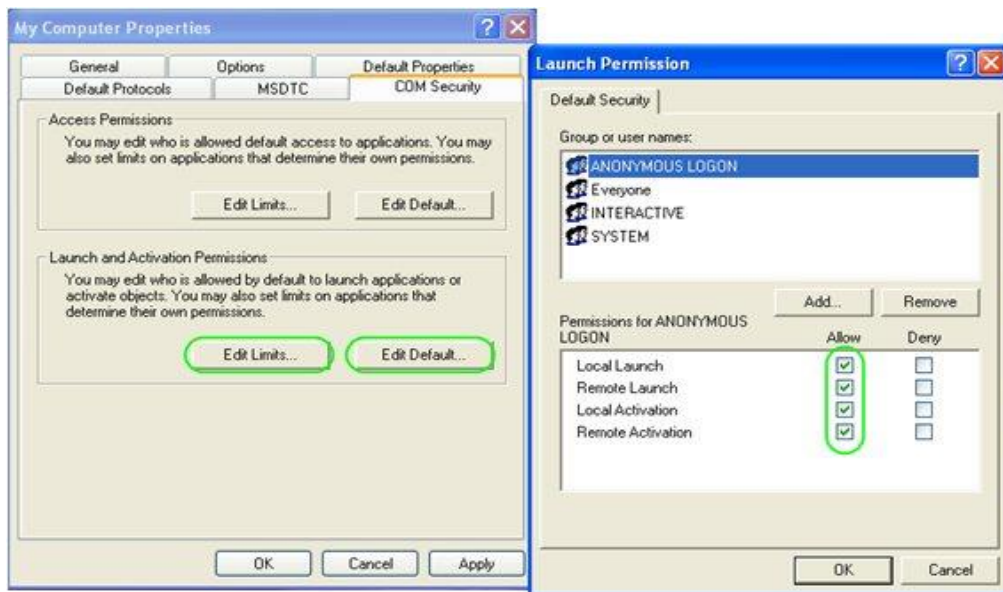 My Computer Properties
General Options Default Properties
Default Protocols MSDTC COM Security
Access Permissions
You may edit who is allowed default access to applications. You may
also set limits on applications that determine their own permissions.
Edit Limits... Edit Default...
Launch and Activation Permissions
You may edit who is allowed by default to launch applications or
activate objects. You may also set limits on applications that
determine their own permissions.
Edit Limits... Edit Default...
OK Cancel Apply
Launch Permission
Default Security
Group or user names:
ANONYMOUS LOGON
Everyone
INTERACTIVE
SYSTEM
Add... Remove
Permissions for ANONYMOUS
LOGON Allow Deny
Local Launch
Remote Launch
Local Activation
Remote Activation
OK Cancel